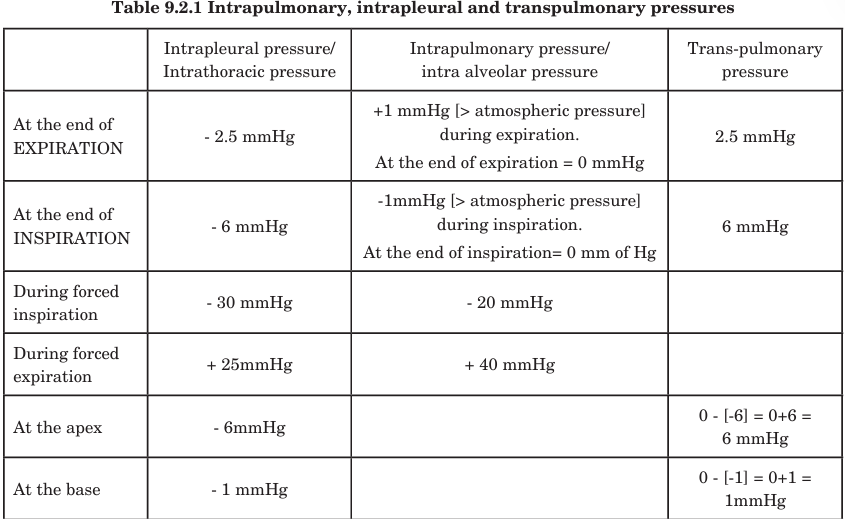 Table 9.2.1 Intrapulmonary, intrapleural and transpulmonary pressures
Intrapleural pressure/
Intrathoracic pressure
Intrapulmonary pressure/
intra alveolar pressure
Trans-pulmonary
pressure
At the end of
EXPIRATION
- 2.5 mmHg
+1 mmHg [> atmospheric pressure]
during expiration.
At the end of expiration = 0 mmHg
2.5 mmHg
At the end of
INSPIRATION
- 6 mmHg
-1mmHg [> atmospheric pressure]
during inspiration.
At the end of inspiration= 0 mm of Hg
6 mmHg
During forced
inspiration
- 30 mmHg
- 20 mmHg
During forced
expiration
+ 25mmHg
+ 40 mmHg
At the apex
- 6mmHg
0 - [-6] = 0+6 =
6 mmHg
At the base
- 1 mmHg
0 - [-1] = 0+1 =
1mmHg